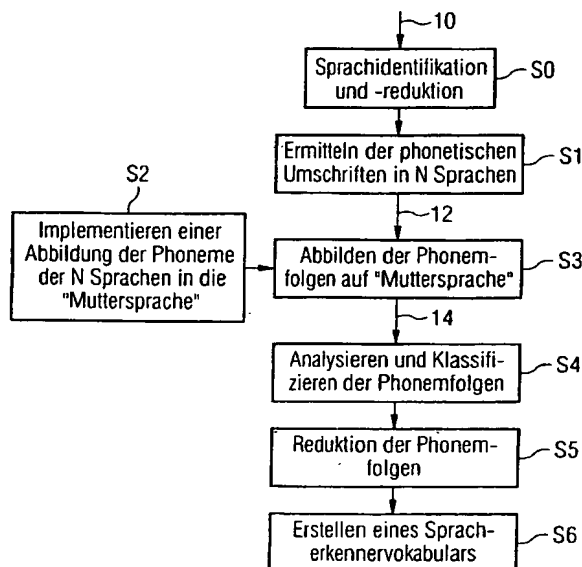 10
Sprachidentifikation
und -reduktion
S0
Ermitteln der phonetischen
Umschriften in N Sprachen
S1
S2
12
Implementieren einer
Abbildung der Phoneme
der N Sprachen in die
"Muttersprache"
Abbilden der Phonem-
folgen auf "Muttersprache"
S3
14
Analysieren und Klassifi-
zieren der Phonemfolgen
S4
Reduktion der Phonem-
folgen
S5
Erstellen eines Sprach-
erkennervokabulars
S6